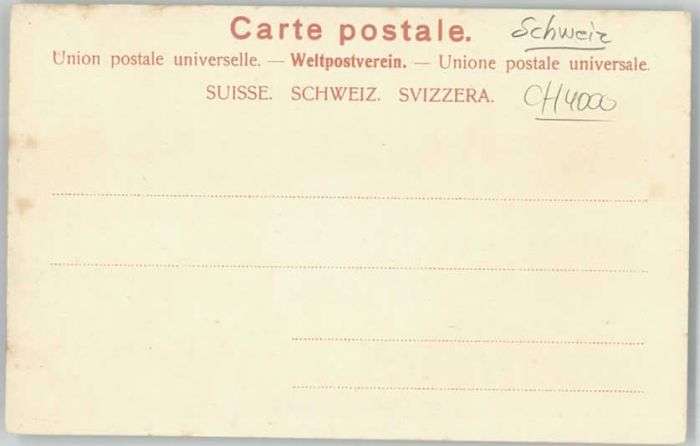 Carte postale. Schweiz
Union postale universelle. — Weltpostverein. — Unione postale universale.
SUISSE. SCHWEIZ. SVIZZERA. CH4000